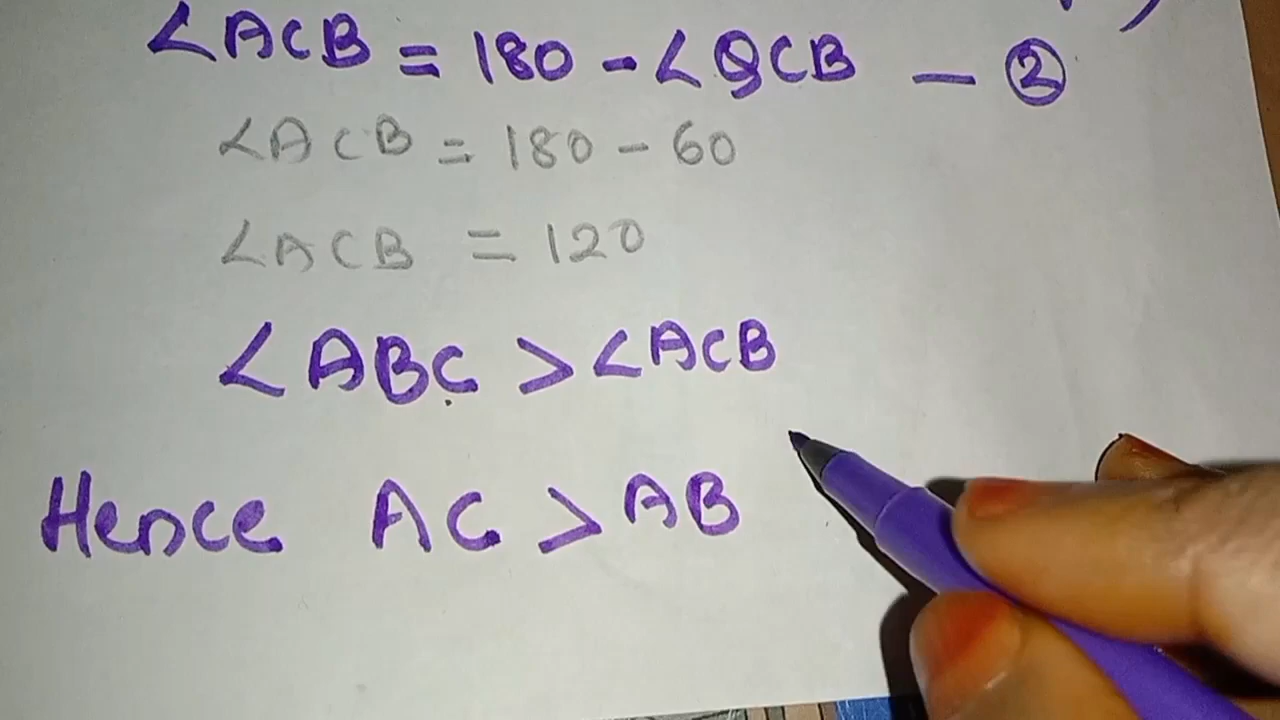 ∠ACB = 180 - ∠QCB — ②
∠ACB = 180 - 60
∠ACB = 120
∠ABC > ∠ACB
Hence AC > AB